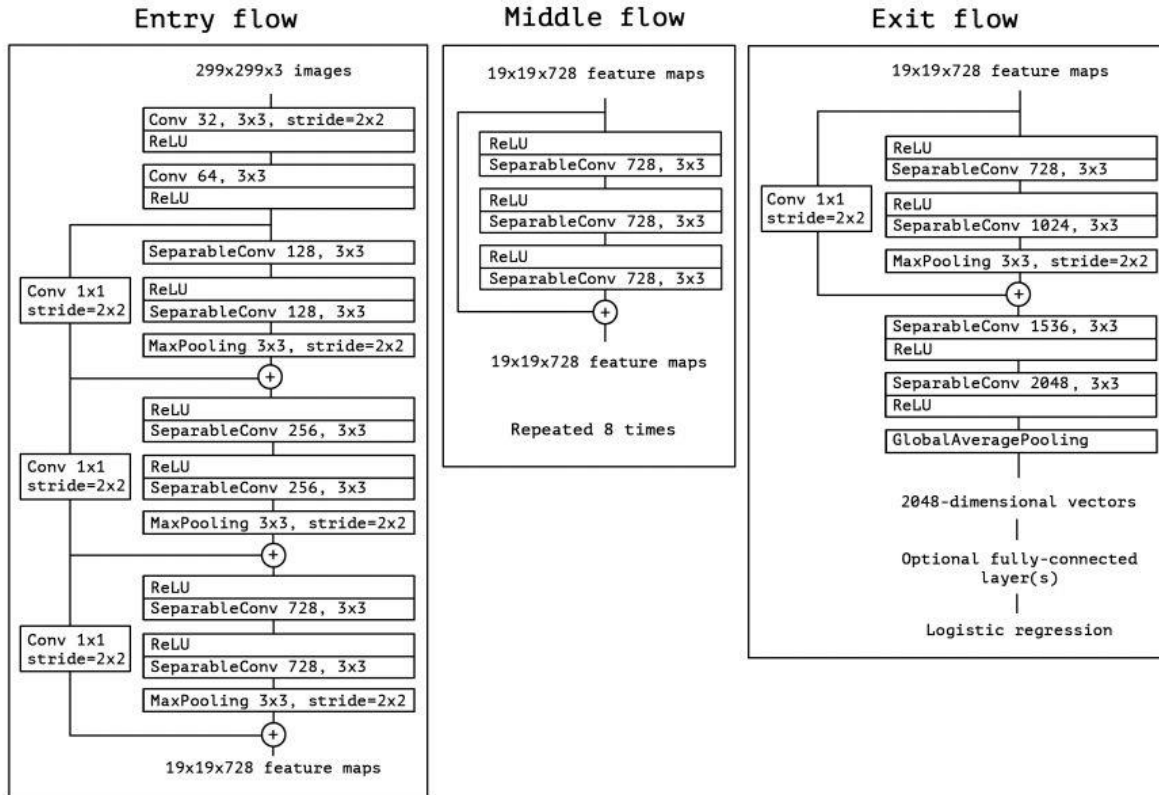 Entry flow
299x299x3 images
Conv 32, 3x3, stride=2x2
ReLU
Conv 64, 3x3
ReLU
SeparableConv 128, 3x3
Conv 1x1
stride=2x2
ReLU
SeparableConv 128, 3x3
MaxPooling 3x3, stride=2x2
+
ReLU
SeparableConv 256, 3x3
Conv 1x1
stride=2x2
ReLU
SeparableConv 256, 3x3
MaxPooling 3x3, stride=2x2
+
ReLU
SeparableConv 728, 3x3
Conv 1x1
stride=2x2
ReLU
SeparableConv 728, 3x3
MaxPooling 3x3, stride=2x2
+
19x19x728 feature maps
Middle flow
19x19x728 feature maps
ReLU
SeparableConv 728, 3x3
ReLU
SeparableConv 728, 3x3
ReLU
SeparableConv 728, 3x3
+
19x19x728 feature maps
Repeated 8 times
Exit flow
19x19x728 feature maps
ReLU
SeparableConv 728, 3x3
Conv 1x1
stride=2x2
ReLU
SeparableConv 1024, 3x3
MaxPooling 3x3, stride=2x2
+
SeparableConv 1536, 3x3
ReLU
SeparableConv 2048, 3x3
ReLU
GlobalAveragePooling
2048-dimensional vectors
Optional fully-connected
layer(s)
Logistic regression